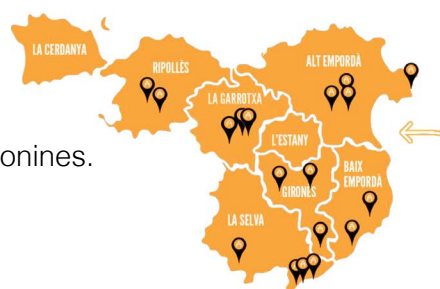 LA CERDANYA
RIPOLLÈS
ALT EMPORDÀ
LA GARROTXA
L'ESTANY
onines.
GIRONÈS
BAIX
EMPORDÀ
LA SELVA